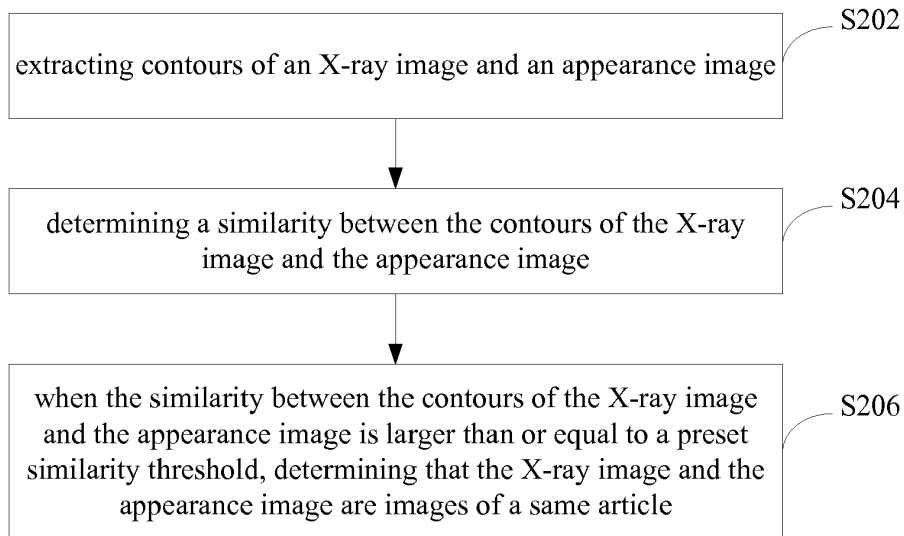 S202
extracting contours of an X-ray image and an appearance image
S204
determining a similarity between the contours of the X-ray
image and the appearance image
S206
when the similarity between the contours of the X-ray image
and the appearance image is larger than or equal to a preset
similarity threshold, determining that the X-ray image and the
appearance image are images of a same article